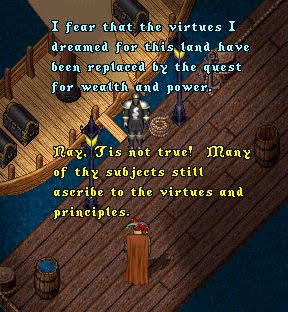 I fear that the virtues I
dreamed for this land have
been replaced by the quest
for wealth and power.
Nay, 'Tis not true! Many
of thy subjects still
ascribe to the virtues and
principles.